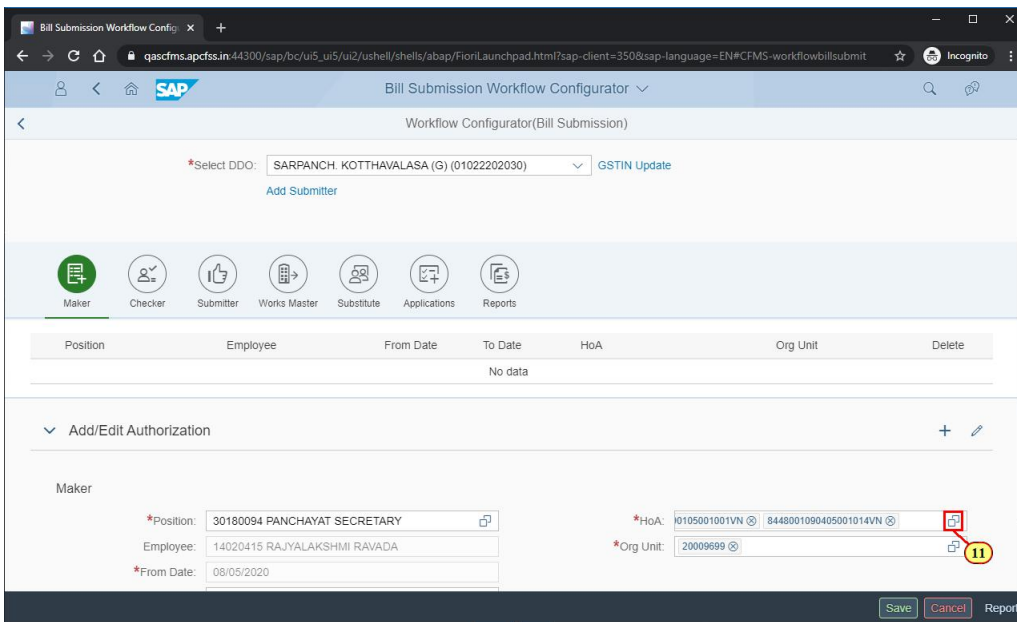 Bill Submission Workflow Config
qascfms.apcfss.in:44300/sap/bc/ui5_ui5/ui2/ushell/shells/abap/FioriLaunchpad.html?sap-client=350&sap-language=EN#CFMS-workflowbillsubmit
Incognito
SAP
Bill Submission Workflow Configurator
Workflow Configurator(Bill Submission)
*Select DDO: SARPANCH. KOTTHAVALASA (G) (01022202030) GSTIN Update
Add Submitter
Maker Checker Submitter Works Master Substitute Applications Reports
Position Employee From Date To Date HoA Org Unit Delete
No data
Add/Edit Authorization
Maker
*Position: 30180094 PANCHAYAT SECRETARY *HoA: 00105001001VN 8448001090405001014VN
Employee: 14020415 RAJYALAKSHMI RAVADA *Org Unit: 20009699
11
*From Date: 08/05/2020
Save Cancel Report